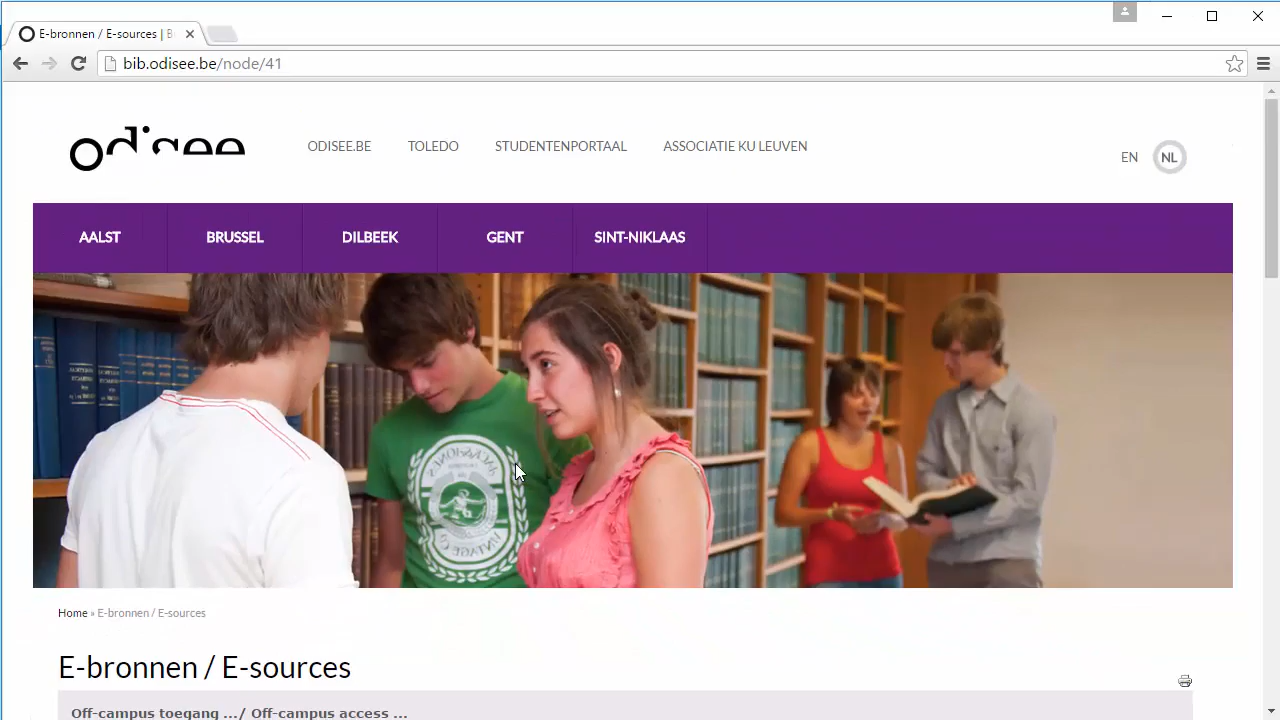 E-bronnen / E-sources | B
bib.odisee.be/node/41
odisee
ODISEE.BE TOLEDO STUDENTENPORTAAL ASSOCIATIE KU LEUVEN
EN NL
AALST BRUSSEL DILBEEK GENT SINT-NIKLAAS
Home » E-bronnen / E-sources
E-bronnen / E-sources
Off-campus toegang .../ Off-campus access ...